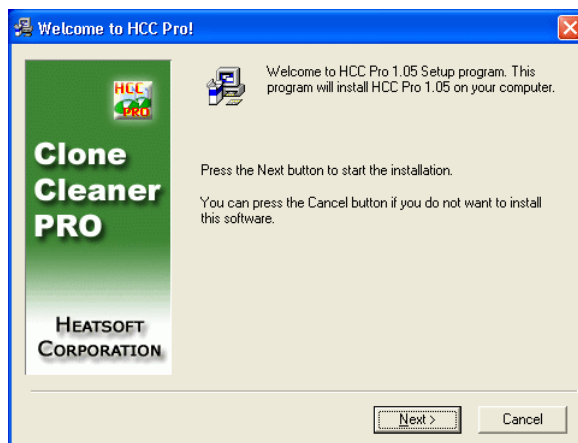 Welcome to HCC Pro!
HCC
PRO
Clone
Cleaner
PRO
HEATSOFT
CORPORATION
Welcome to HCC Pro 1.05 Setup program. This
program will install HCC Pro 1.05 on your computer.
Press the Next button to start the installation.
You can press the Cancel button if you do not want to install
this software.
Next >
Cancel